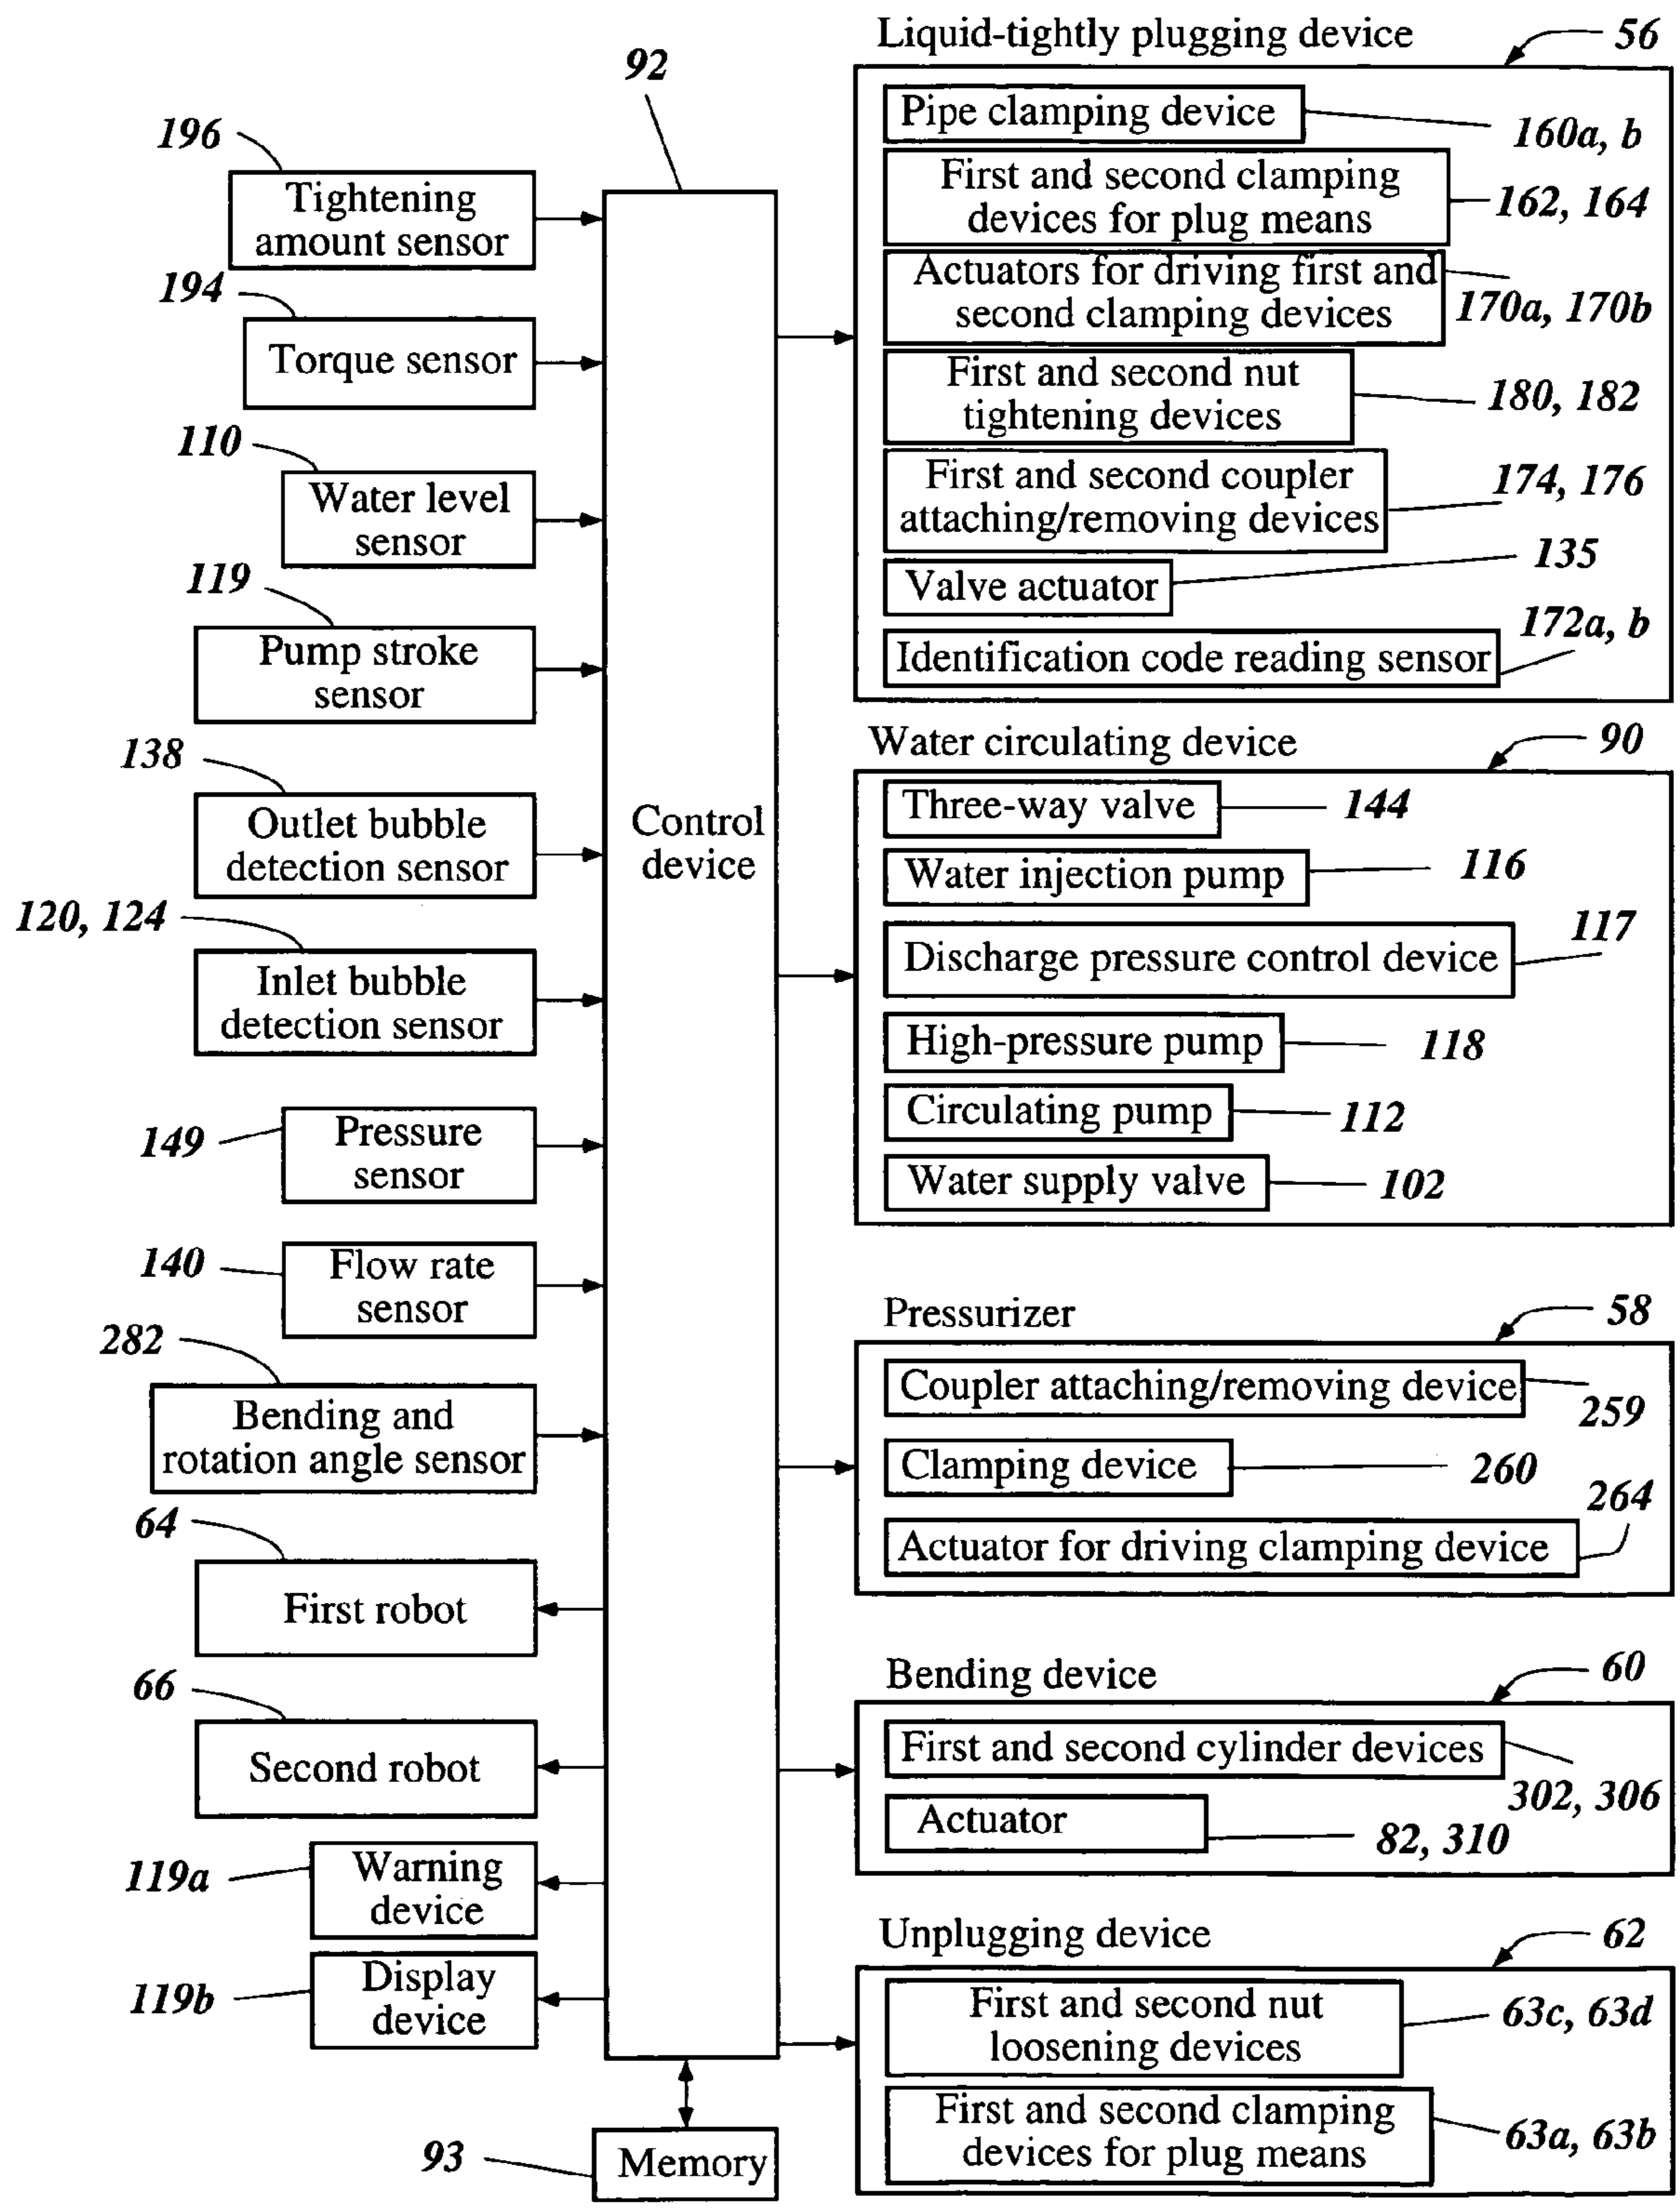 92
196
Tightening
amount sensor
194
Torque sensor
110
Water level
sensor
119
Pump stroke
sensor
138
Outlet bubble
detection sensor
120, 124
Inlet bubble
detection sensor
149
Pressure
sensor
140
Flow rate
sensor
282
Bending and
rotation angle sensor
64
First robot
66
Second robot
119a
Warning
device
119b
Display
device
Control
device
93
Memory
Liquid-tightly plugging device
56
Pipe clamping device
160a, b
First and second clamping
devices for plug means
162, 164
Actuators for driving first and
second clamping devices
170a, 170b
First and second nut
tightening devices
180, 182
First and second coupler
attaching/removing devices
174, 176
Valve actuator
135
Identification code reading sensor
172a, b
Water circulating device
90
Three-way valve
144
Water injection pump
116
Discharge pressure control device
117
High-pressure pump
118
Circulating pump
112
Water supply valve
102
Pressurizer
58
Coupler attaching/removing device
259
Clamping device
260
Actuator for driving clamping device
264
Bending device
60
First and second cylinder devices
302, 306
Actuator
82, 310
Unplugging device
62
First and second nut
loosening devices
63c, 63d
First and second clamping
devices for plug means
63a, 63b